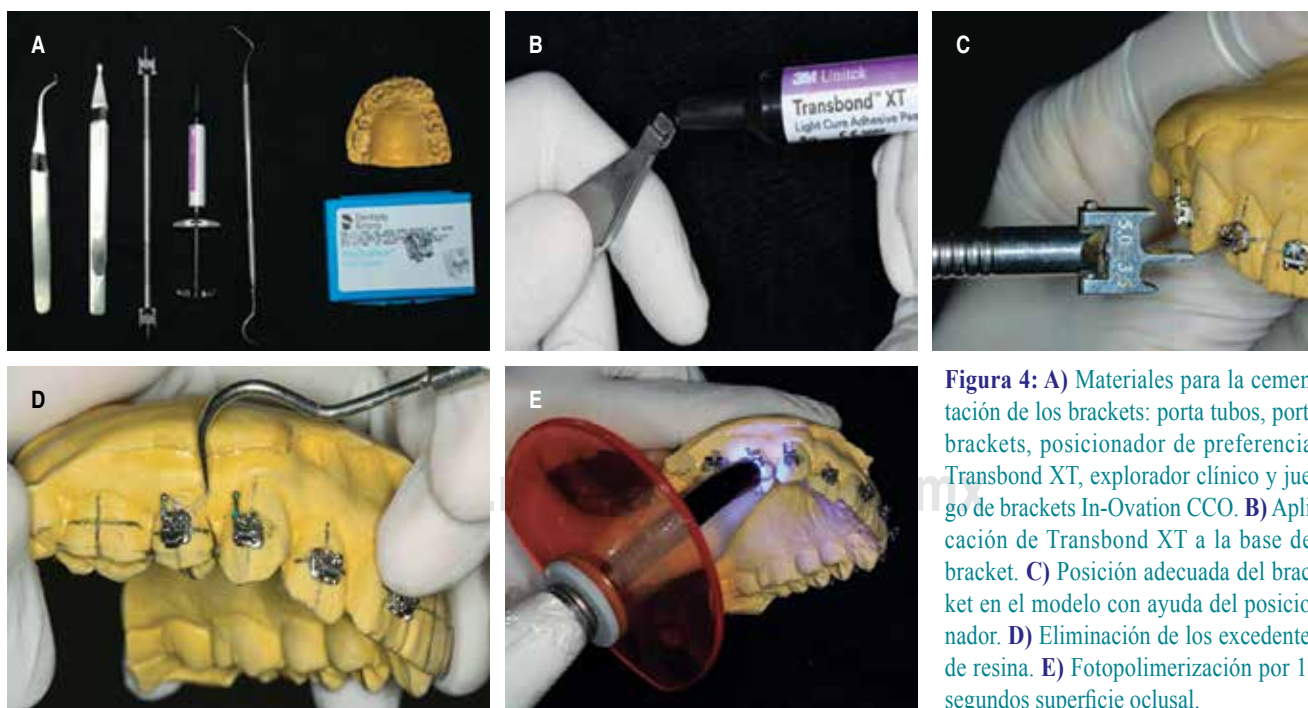 A
B
3M Unitek
Transbond™ XT
Light Cure Adhesive
C
5.0
D
E
Figura 4: A) Materiales para la cemen
tación de los brackets: porta tubos, port
brackets, posicionador de preferencia
Transbond XT, explorador clínico y jue
go de brackets In-Ovation CCO. B) Apli
cación de Transbond XT a la base de
bracket. C) Posición adecuada del brac
ket en el modelo con ayuda del posicio
nador. D) Eliminación de los excedente
de resina. E) Fotopolimerización por 1
segundos superficie oclusal.